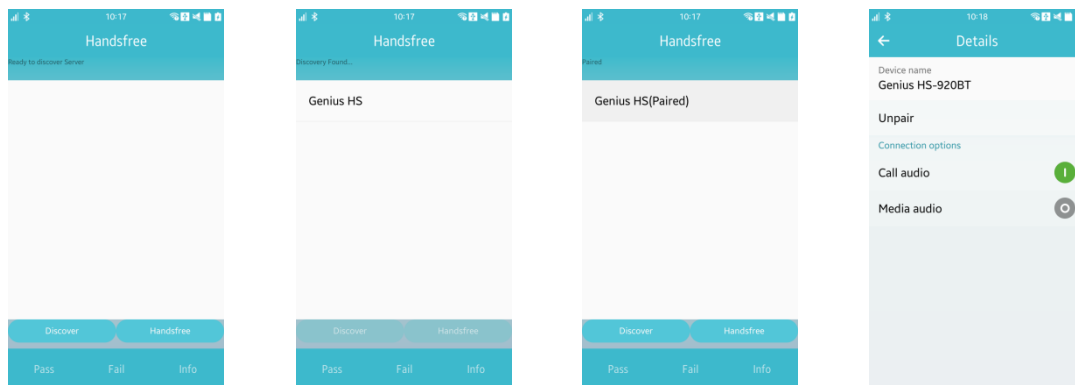 10:17
Handsfree
Ready to discover Server
Discover Handsfree
Pass Fail Info
10:17
Handsfree
Discovery Found...
Genius HS
Discover Handsfree
Pass Fail Info
10:17
Handsfree
Paired
Genius HS(Paired)
Discover Handsfree
Pass Fail Info
10:18
Details
Device name
Genius HS-920BT
Unpair
Connection options
Call audio
Media audio